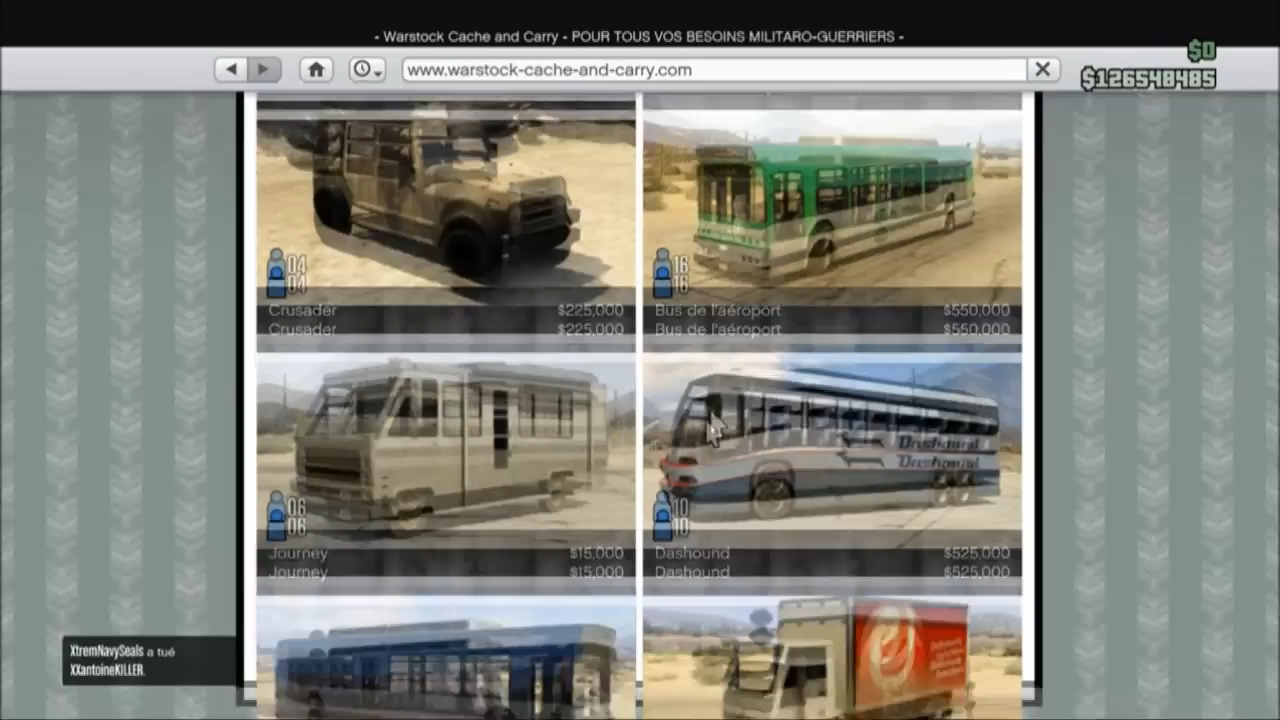 - Warstock Cache and Carry - POUR TOUS VOS BESOINS MILITARO-GUERRIERS -
$0
www.warstock-cache-and-carry.com
$126548485
04
04
16
16
Crusader $225,000
Crusader $225,000
Bus de l'aéroport $550,000
Bus de l'aéroport $550,000
Dashound
Dashound
06
06
10
10
Journey $15,000
Journey $15,000
Dashound $525,000
Dashound $525,000
XtremNavySeals a tué
XXantoineKILLER.